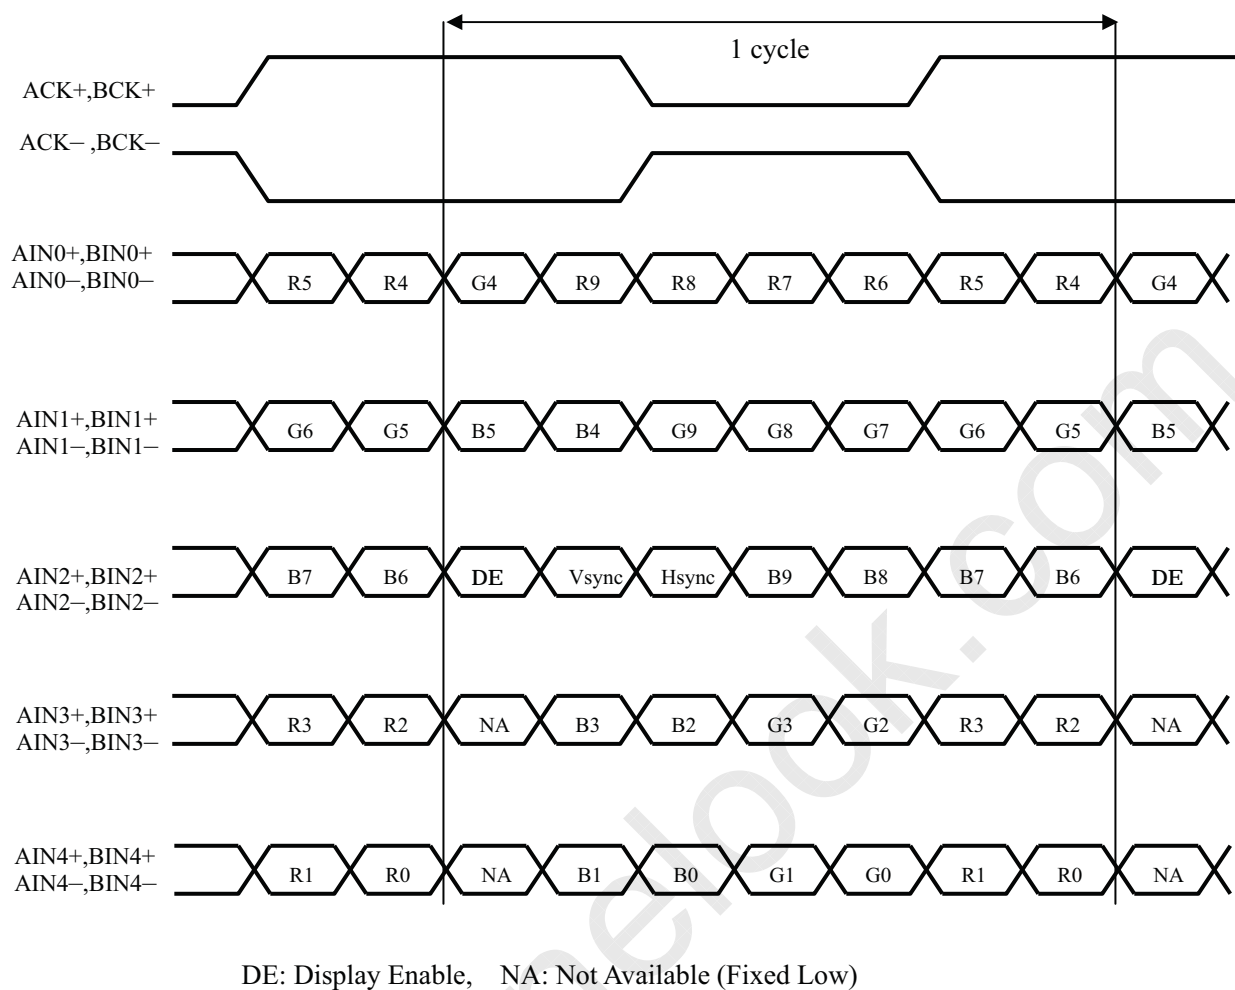 1 cycle
ACK+,BCK+
ACK– ,BCK–
AIN0+,BIN0+
AIN0–,BIN0–
R5 R4 G4 R9 R8 R7 R6 R5 R4 G4
AIN1+,BIN1+
AIN1–,BIN1–
G6 G5 B5 B4 G9 G8 G7 G6 G5 B5
AIN2+,BIN2+
AIN2–,BIN2–
B7 B6 DE Vsync Hsync B9 B8 B7 B6 DE
AIN3+,BIN3+
AIN3–,BIN3–
R3 R2 NA B3 B2 G3 G2 R3 R2 NA
AIN4+,BIN4+
AIN4–,BIN4–
R1 R0 NA B1 B0 G1 G0 R1 R0 NA
DE: Display Enable, NA: Not Available (Fixed Low)
nelook.com